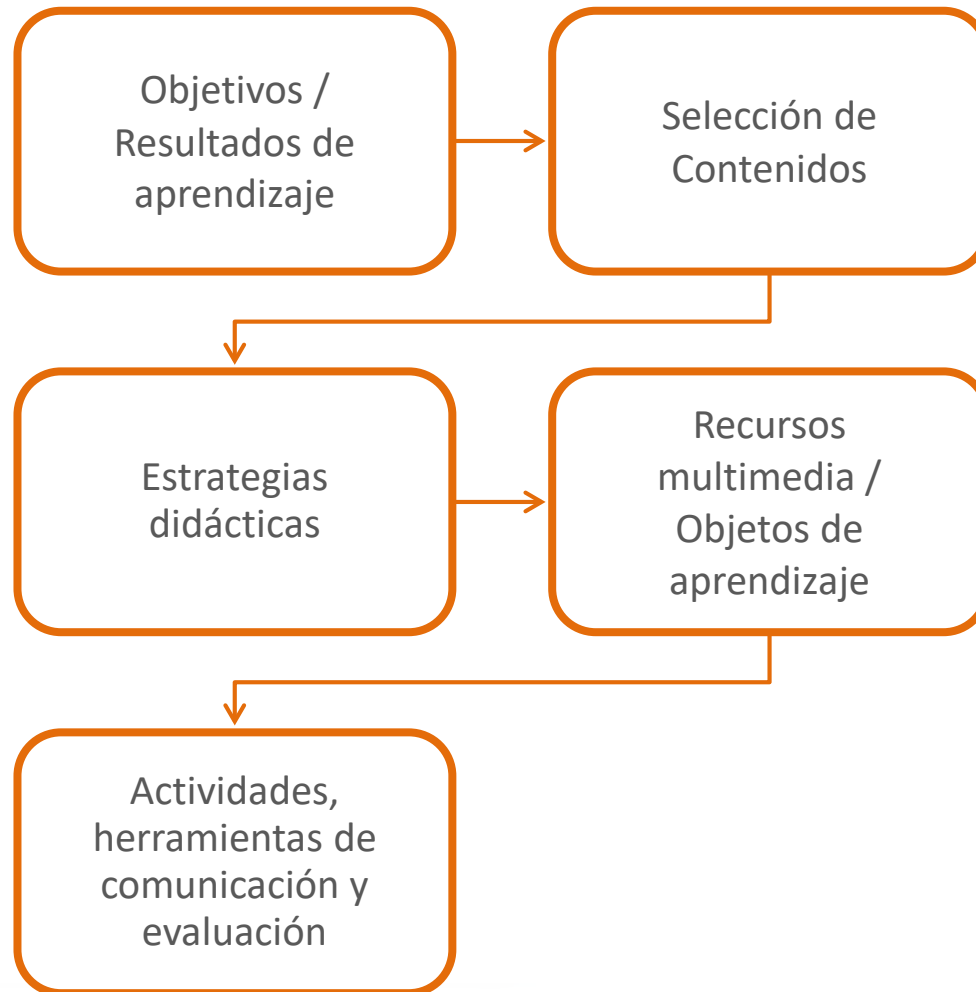 Objetivos /
Resultados de
aprendizaje
Selección de
Contenidos
Estrategias
didácticas
Recursos
multimedia /
Objetos de
aprendizaje
Actividades,
herramientas de
comunicación y
evaluación